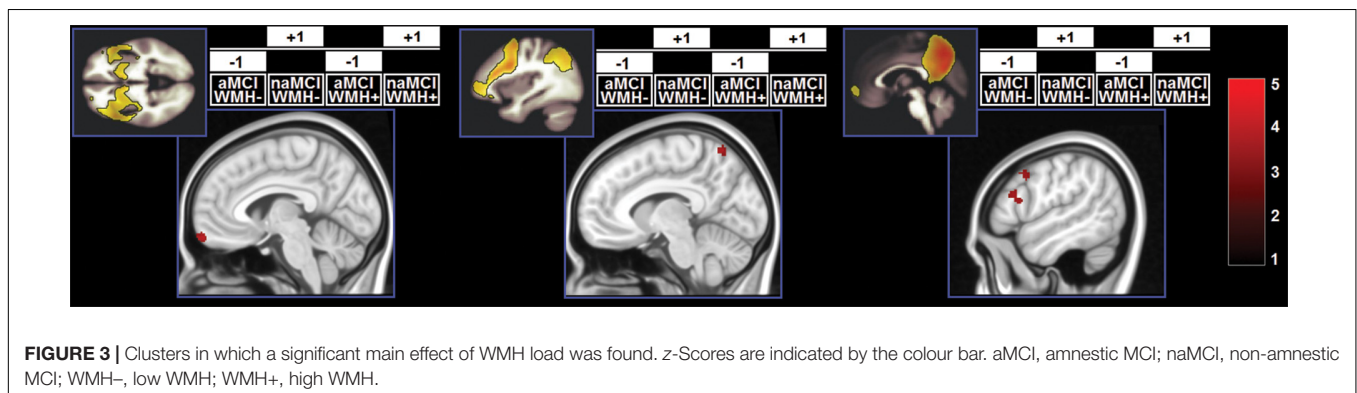 +1 +1 +1 +1 +1 +1
-1 -1 -1 -1 -1 -1
aMCI naMCI aMCI naMCI aMCI naMCI aMCI naMCI aMCI naMCI aMCI naMCI
WMH- WMH- WMH+ WMH+ WMH- WMH- WMH+ WMH+ WMH- WMH- WMH+ WMH+
5
4
3
2
1
FIGURE 3 | Clusters in which a significant main effect of WMH load was found. z-Scores are indicated by the colour bar. aMCI, amnestic MCI; naMCI, non-amnestic
MCI; WMH–, low WMH; WMH+, high WMH.